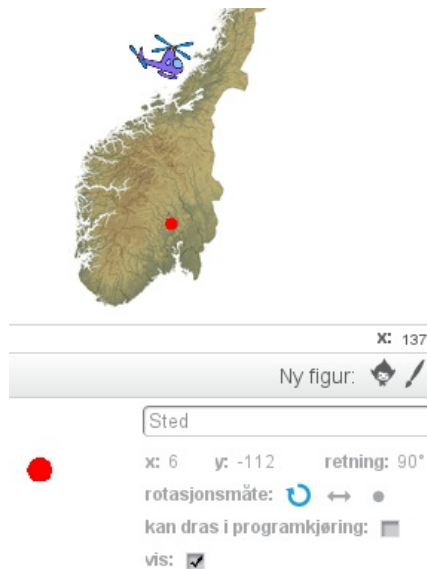 x: 137
Ny figur:
Sted
x: 6 y: -112 retning: 90°
rotasjonsmåte:
kan dras i programkjøring:
vis: